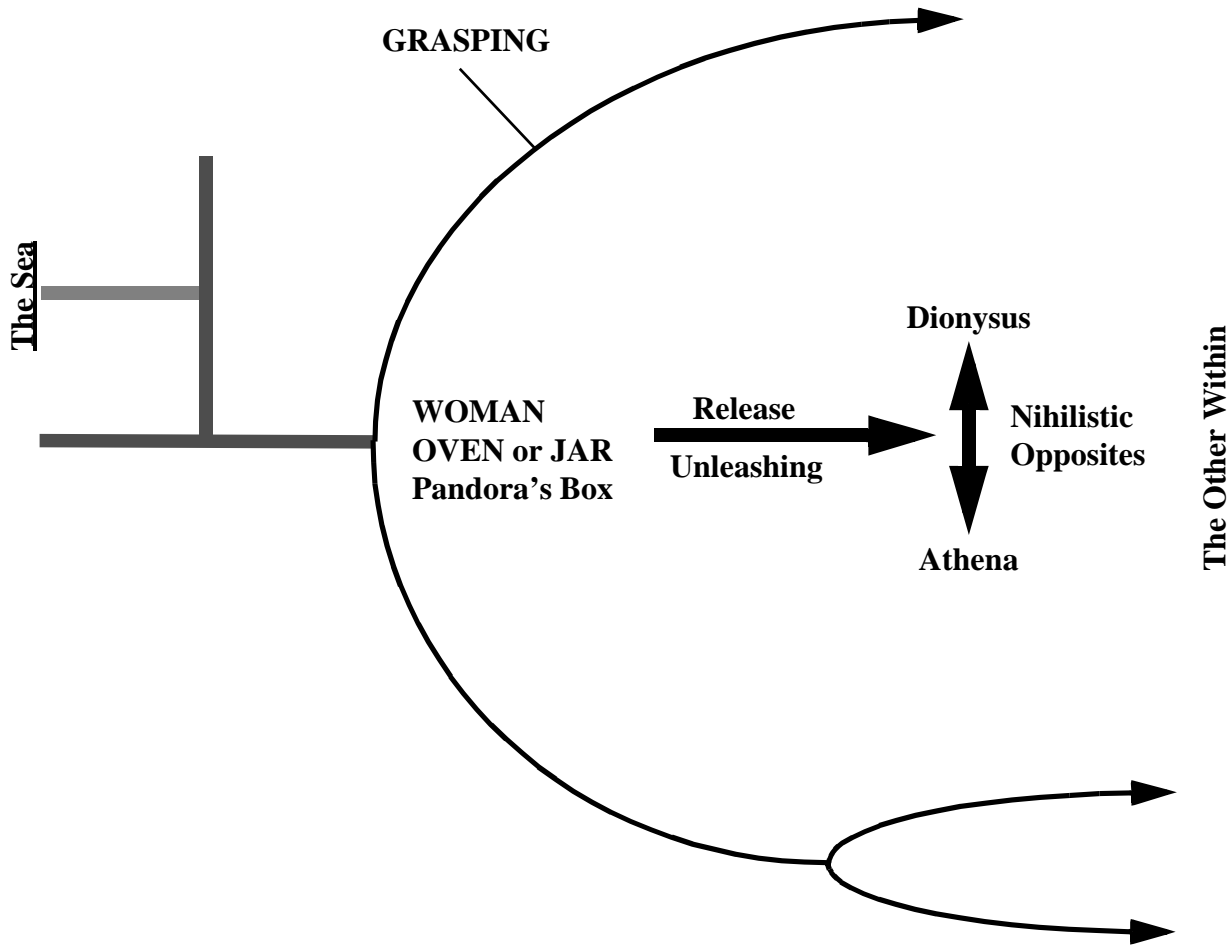 GRASPING
The Sea
WOMAN
OVEN or JAR
Pandora's Box
Release
Unleashing
Dionysus
Nihilistic
Opposites
Athena
The Other Within